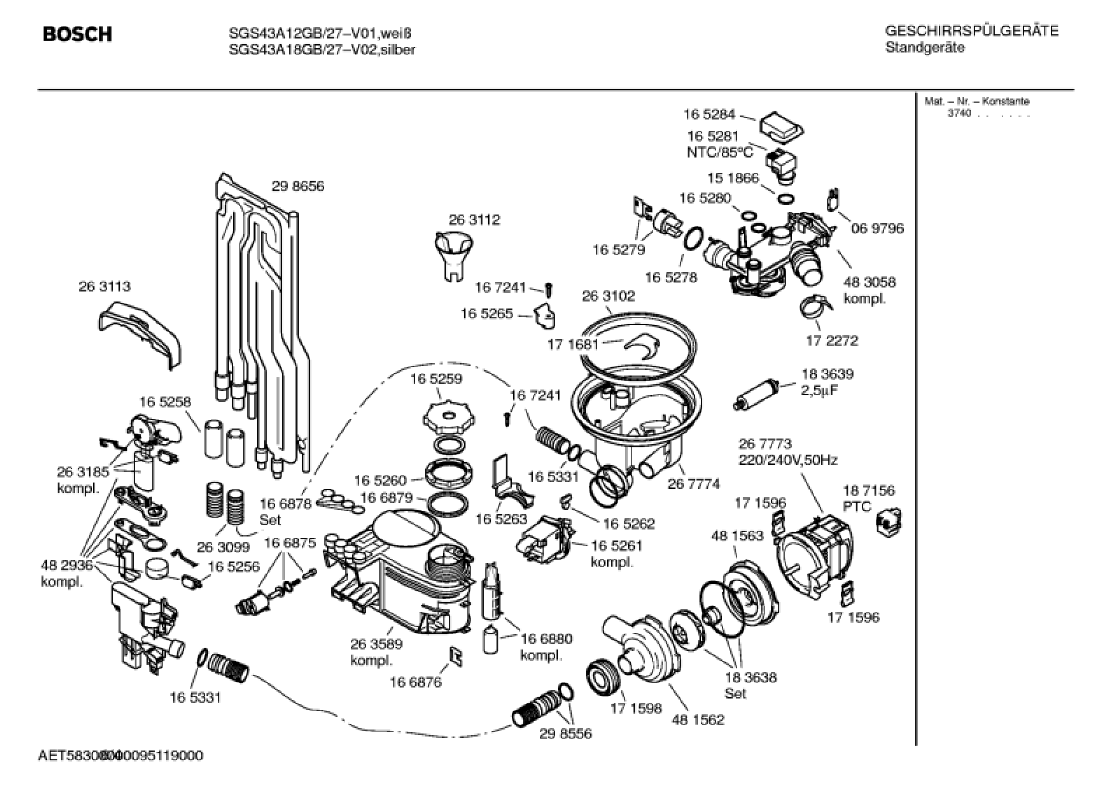 BOSCH
SGS43A12GB/27–V01,weiß
SGS43A18GB/27–V02,silber
GESCHIRRSPÜLGERÄTE
Standgeräte
Mat. – Nr. – Konstante
3740 . . . . . . .
16 5284
16 5281
NTC/85°C
15 1866
16 5280
06 9796
16 5279
16 5278
48 3058
kompl.
17 2272
29 8656
26 3112
26 3113
16 7241
16 5265
26 3102
17 1681
18 3639
2,5µF
16 5259
16 7241
16 5258
26 7773
220/240V,50Hz
26 3185
kompl.
16 5260
16 6879
16 5331
26 7774
18 7156
PTC
17 1596
16 6878
Set
16 5263
16 5262
48 1563
26 3099
16 6875
16 5261
kompl.
48 2936
kompl.
16 5256
17 1596
26 3589
kompl.
16 6880
kompl.
16 6876
18 3638
Set
16 5331
17 1598
48 1562
29 8556